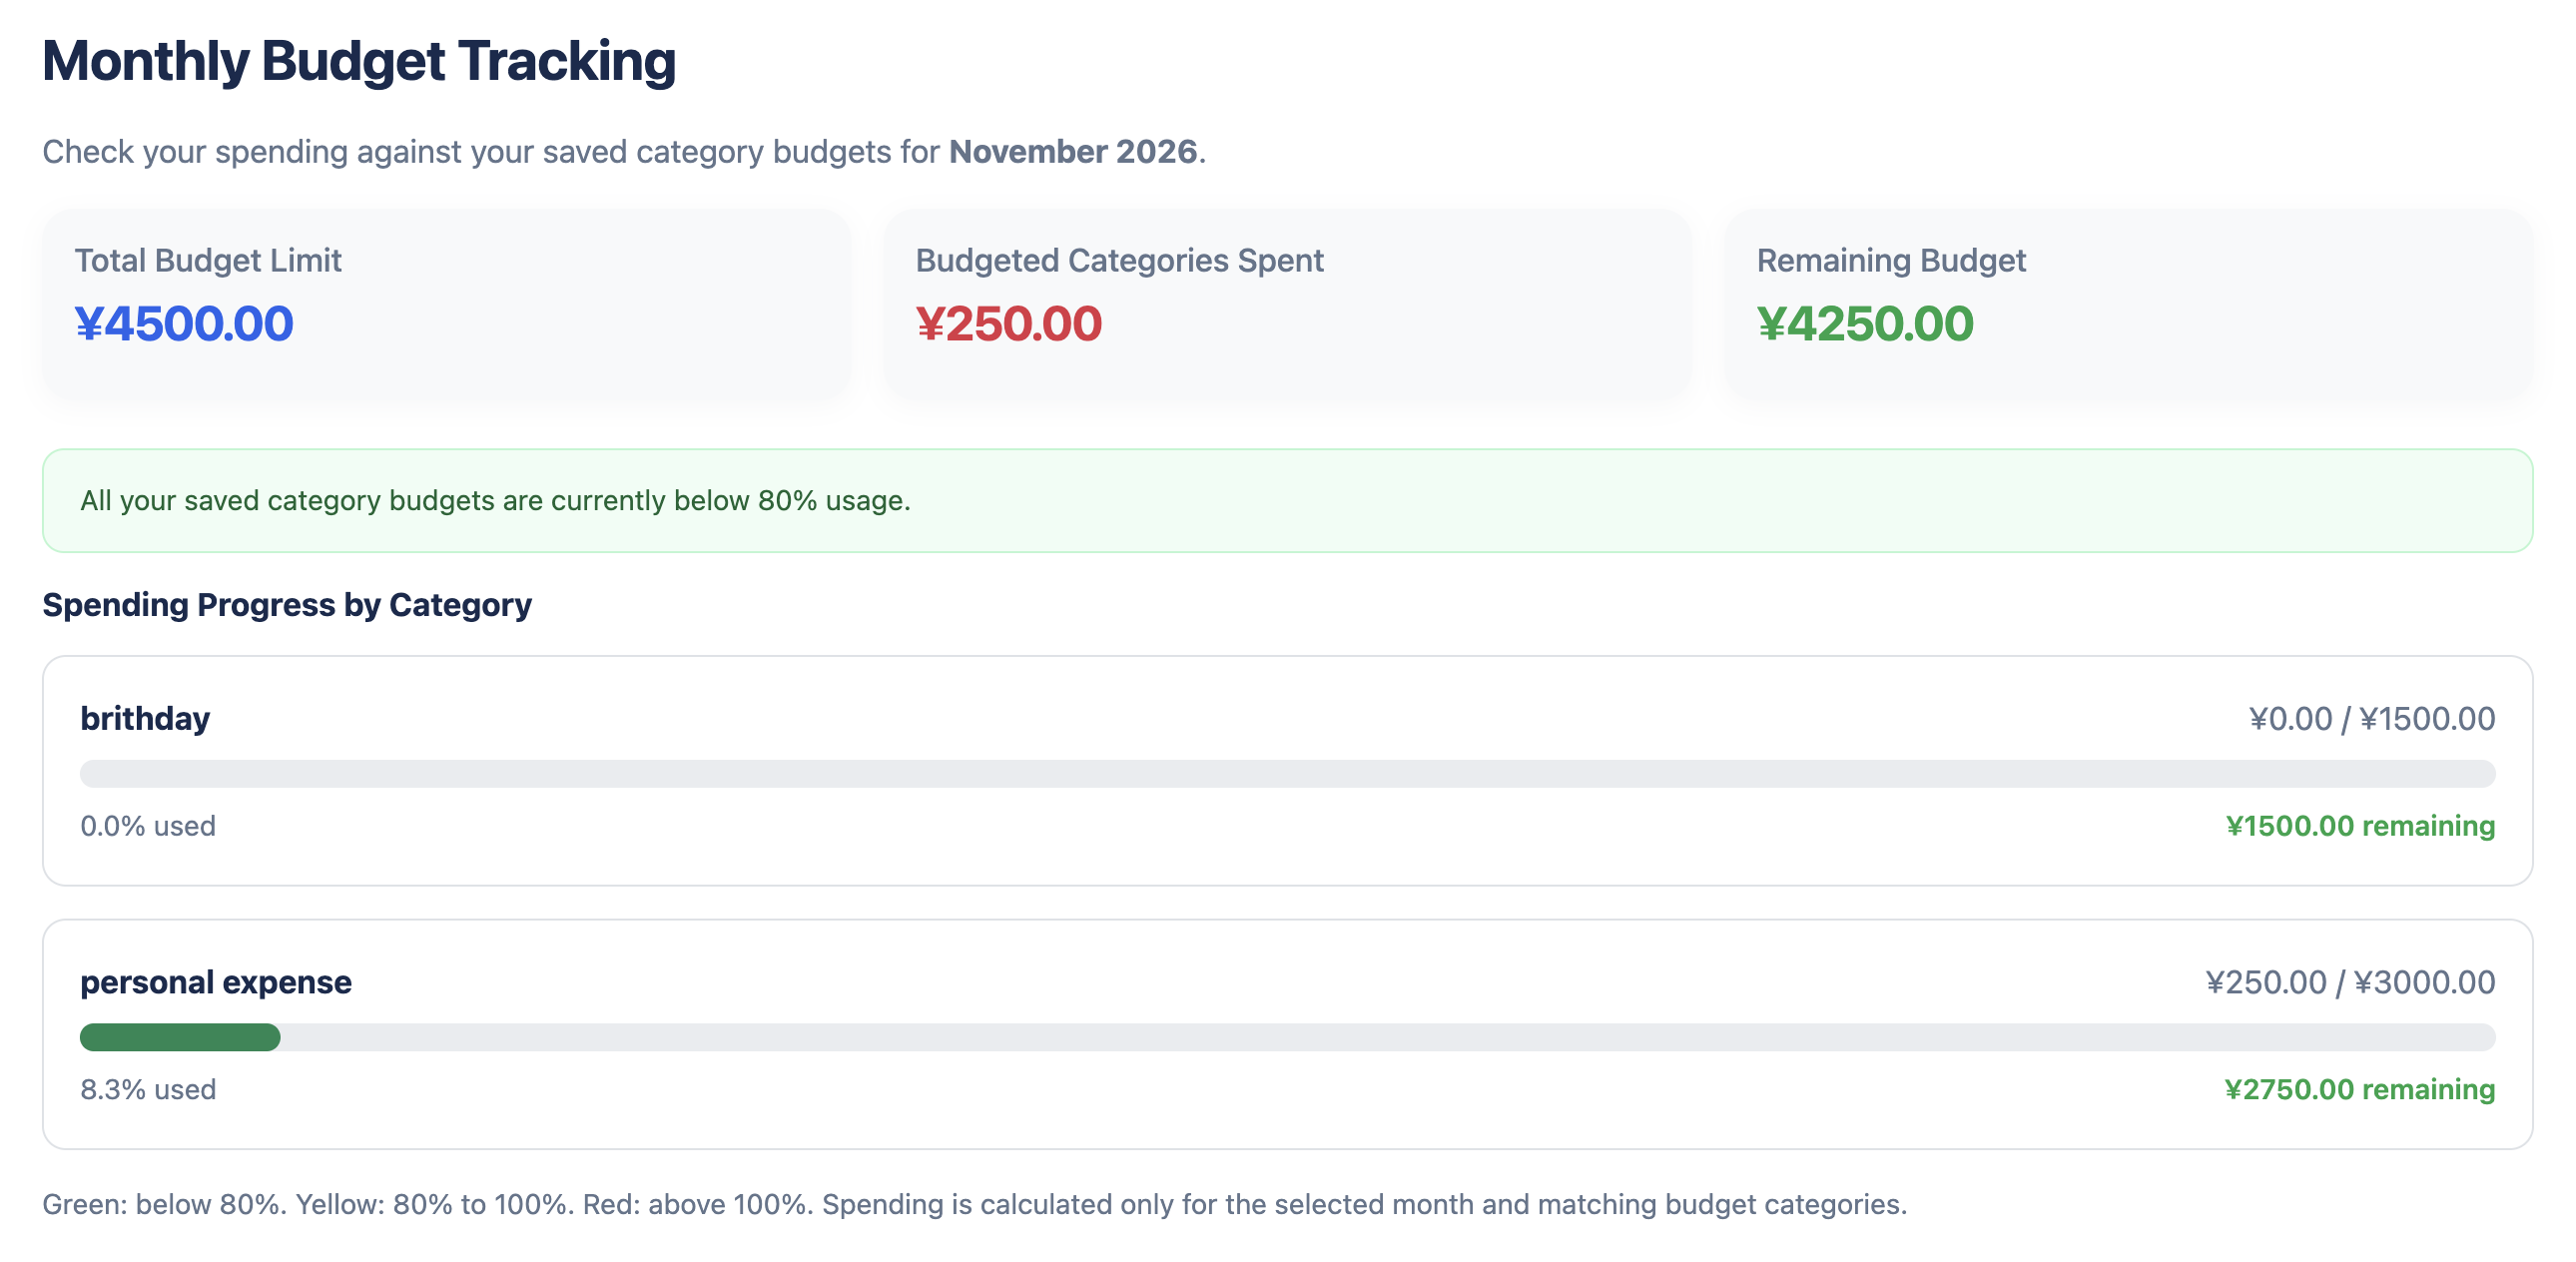 Monthly Budget Tracking
Check your spending against your saved category budgets for November 2026.
Total Budget Limit
¥4500.00
Budgeted Categories Spent
¥250.00
Remaining Budget
¥4250.00
All your saved category budgets are currently below 80% usage.
Spending Progress by Category
brithday
¥0.00 / ¥1500.00
0.0% used
¥1500.00 remaining
personal expense
¥250.00 / ¥3000.00
8.3% used
¥2750.00 remaining
Green: below 80%. Yellow: 80% to 100%. Red: above 100%. Spending is calculated only for the selected month and matching budget categories.